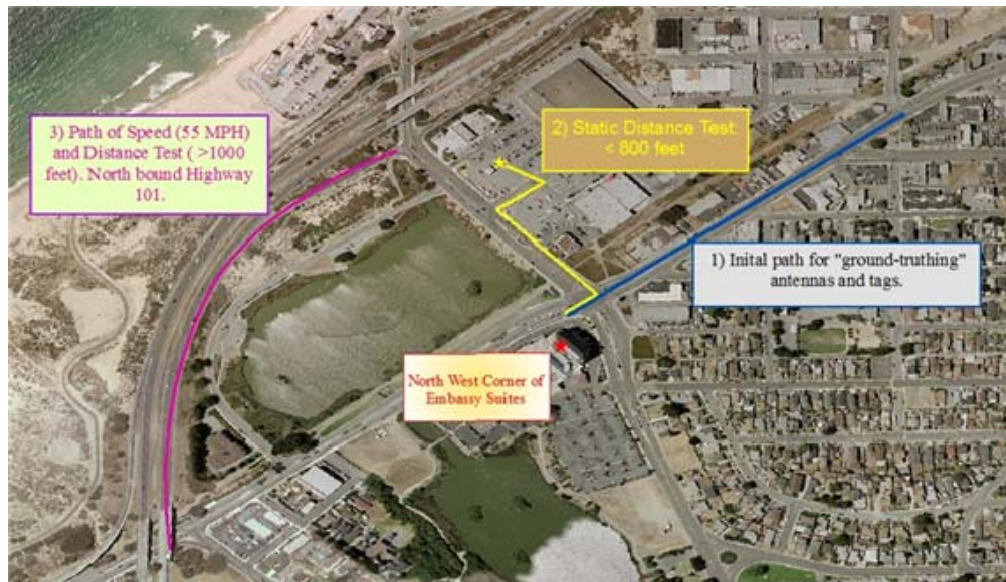 3) Path of Speed (55 MPH)
and Distance Test ( >1000
feet). North bound Highway
101.
2) Static Distance Test:
< 800 feet
1) Inital path for "ground-truthing"
antennas and tags.
North West Corner of
Embassy Suites